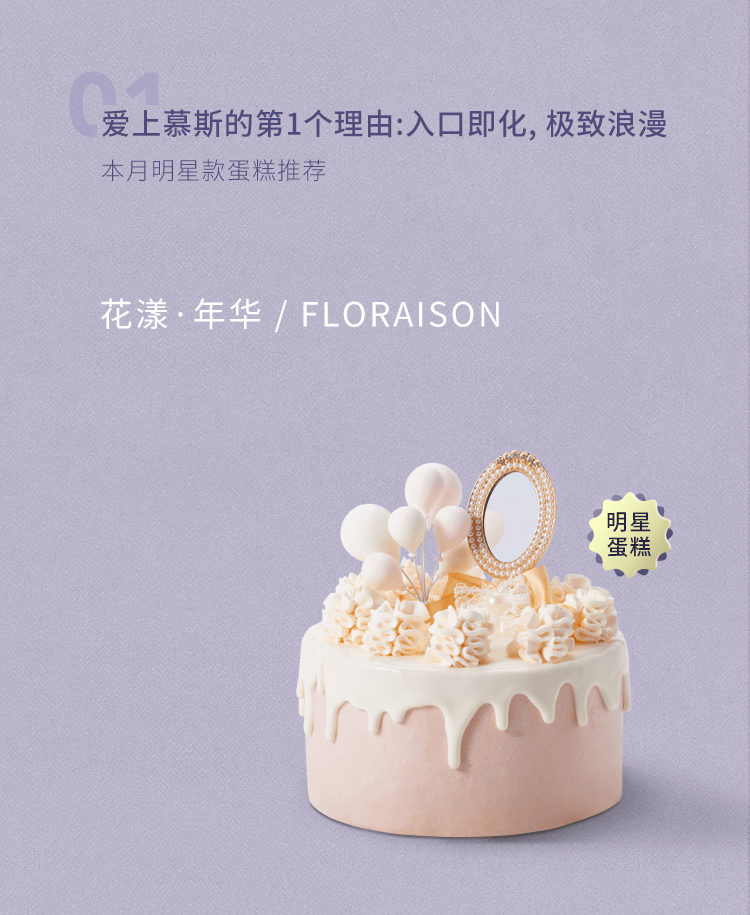 01
爱上慕斯的第1个理由:入口即化, 极致浪漫
本月明星款蛋糕推荐
花漾·年华 / FLORAISON
明星
蛋糕